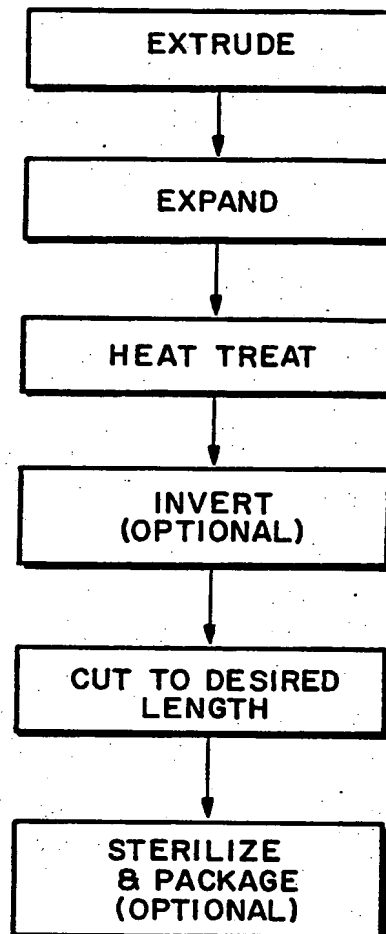 EXTRUDE
EXPAND
HEAT TREAT
INVERT
(OPTIONAL)
CUT TO DESIRED
LENGTH
STERILIZE
& PACKAGE
(OPTIONAL)